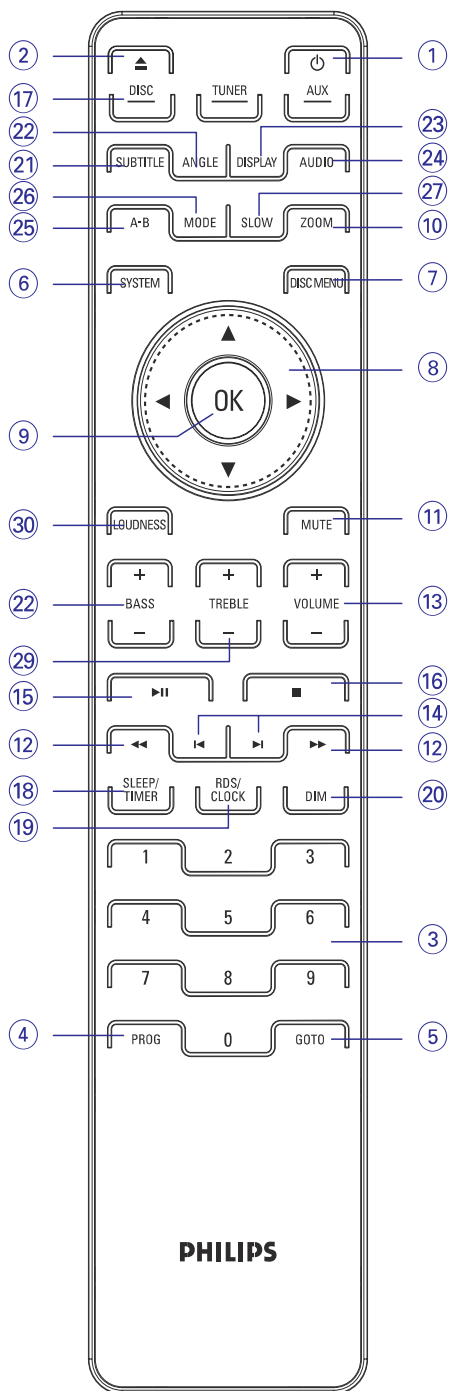 2 1
DISC TUNER AUX
17
22 23
SUBTITLE ANGLE DISPLAY AUDIO
21 24
26 27
A-B MODE SLOW ZOOM
25 10
6 SYSTEM DISC MENU 7
8
OK
9
30 LOUDNESS MUTE 11
+ + +
22 BASS TREBLE VOLUME 13
- - -
29
15 16
14
12 12
18 SLEEP/ RDS/ DIM 20
TIMER CLOCK
19
1 2 3
4 5 6
3
7 8 9
4 PROG 0 GOTO 5
PHILIPS